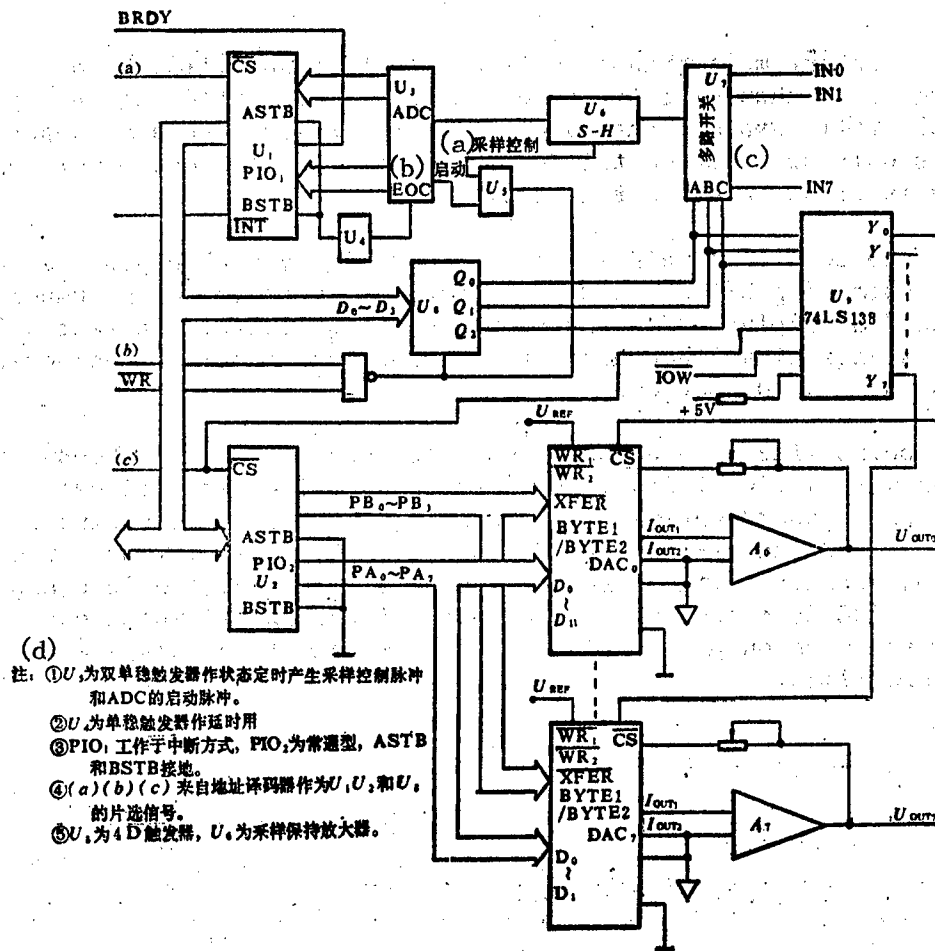 BRDY
(a)
CS
ASTB
U1
PIO1
BSTB
INT
U3
ADC
(b)
EOC
(a)采样控制
启动
U4
U5
U6
S-H
U7
多路开关
(c)
ABC
IN0
IN1
IN7
Y0
Y1
U9
74LS138
Y7
D0~D3
U8
Q0
Q1
Q2
(b)
WR
IOW
+5V
(c)
CS
ASTB
PIO2
U2
BSTB
PB0~PB3
PA0~PA7
UREF
WR1 CS
WR2
XFER
BYTE1
/BYTE2
DAC0
D0
~
D11
IOUT1
IOUT2
A6
UOUT
UREF
WR1 CS
WR2
XFER
BYTE1
/BYTE2
DAC7
D0
~
D1
IOUT1
IOUT2
A7
UOUT
(d)
注：①U5为双单稳触发器作状态定时产生采样控制脉冲
和ADC的启动脉冲。
②U4为单稳触发器作延时用
③PIO1工作于中断方式，PIO2为常通型，ASTB
和BSTB接地。
④(a)(b)(c)来自地址译码器作为U1U2和U8
的片选信号。
⑤U8为4D触发器，U6为采样保持放大器。